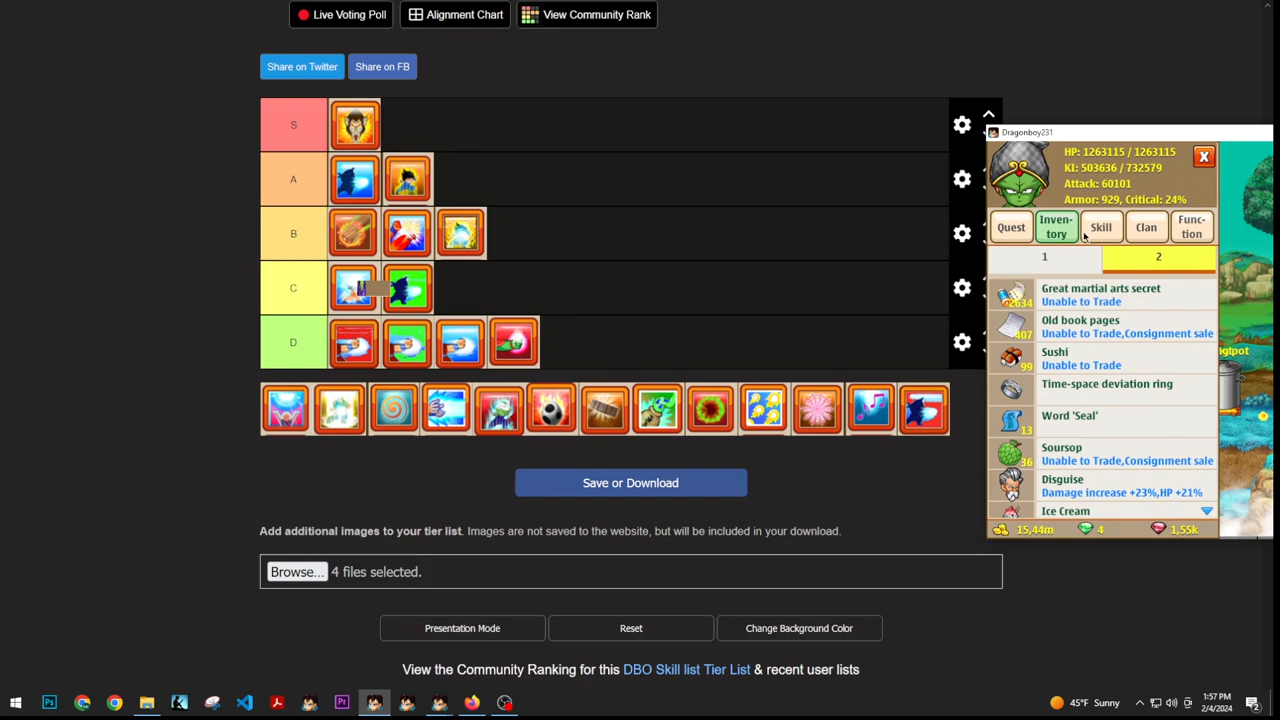 Live Voting Poll
Alignment Chart
View Community Rank
Share on Twitter
Share on FB
S
A
B
C
D
Save or Download
Add additional images to your tier list. Images are not saved to the website, but will be included in your download.
Browse... 4 files selected.
Presentation Mode
Reset
Change Background Color
View the Community Ranking for this DBO Skill list Tier List & recent user lists
Dragonboy231
HP: 1263115 / 1263115
KI: 503636 / 732579
Attack: 60101
Armor: 929, Critical: 24%
X
Quest
Inven-
tory
Skill
Clan
Func-
tion
1
2
Great martial arts secret
Unable to Trade
2634
Old book pages
Unable to Trade,Consignment sale
407
Sushi
Unable to Trade
99
Time-space deviation ring
Word 'Seal'
13
Soursop
Unable to Trade,Consignment sale
36
Disguise
Damage increase +23%,HP +21%
Ice Cream
15,44m
4
1,55k
Ps
Pr
45°F Sunny
1:57 PM
2/4/2024